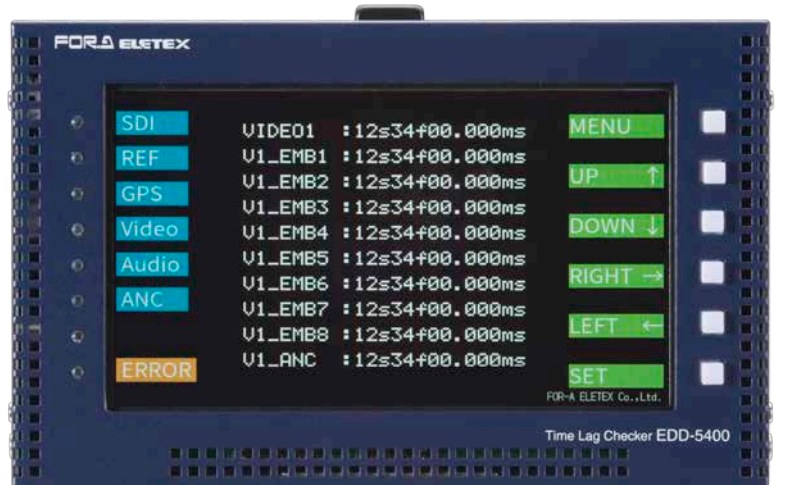 FOR.A ELETEX
SDI
REF
GPS
Video
Audio
ANC
ERROR
VIDEO1 :12s34f00.000ms
V1_EMB1 :12s34f00.000ms
V1_EMB2 :12s34f00.000ms
V1_EMB3 :12s34f00.000ms
V1_EMB4 :12s34f00.000ms
V1_EMB5 :12s34f00.000ms
V1_EMB6 :12s34f00.000ms
V1_EMB7 :12s34f00.000ms
V1_EMB8 :12s34f00.000ms
V1_ANC :12s34f00.000ms
MENU
UP ↑
DOWN ↓
RIGHT →
LEFT ←
SET
FOR-A ELETEX Co.,Ltd.
Time Lag Checker EDD-5400